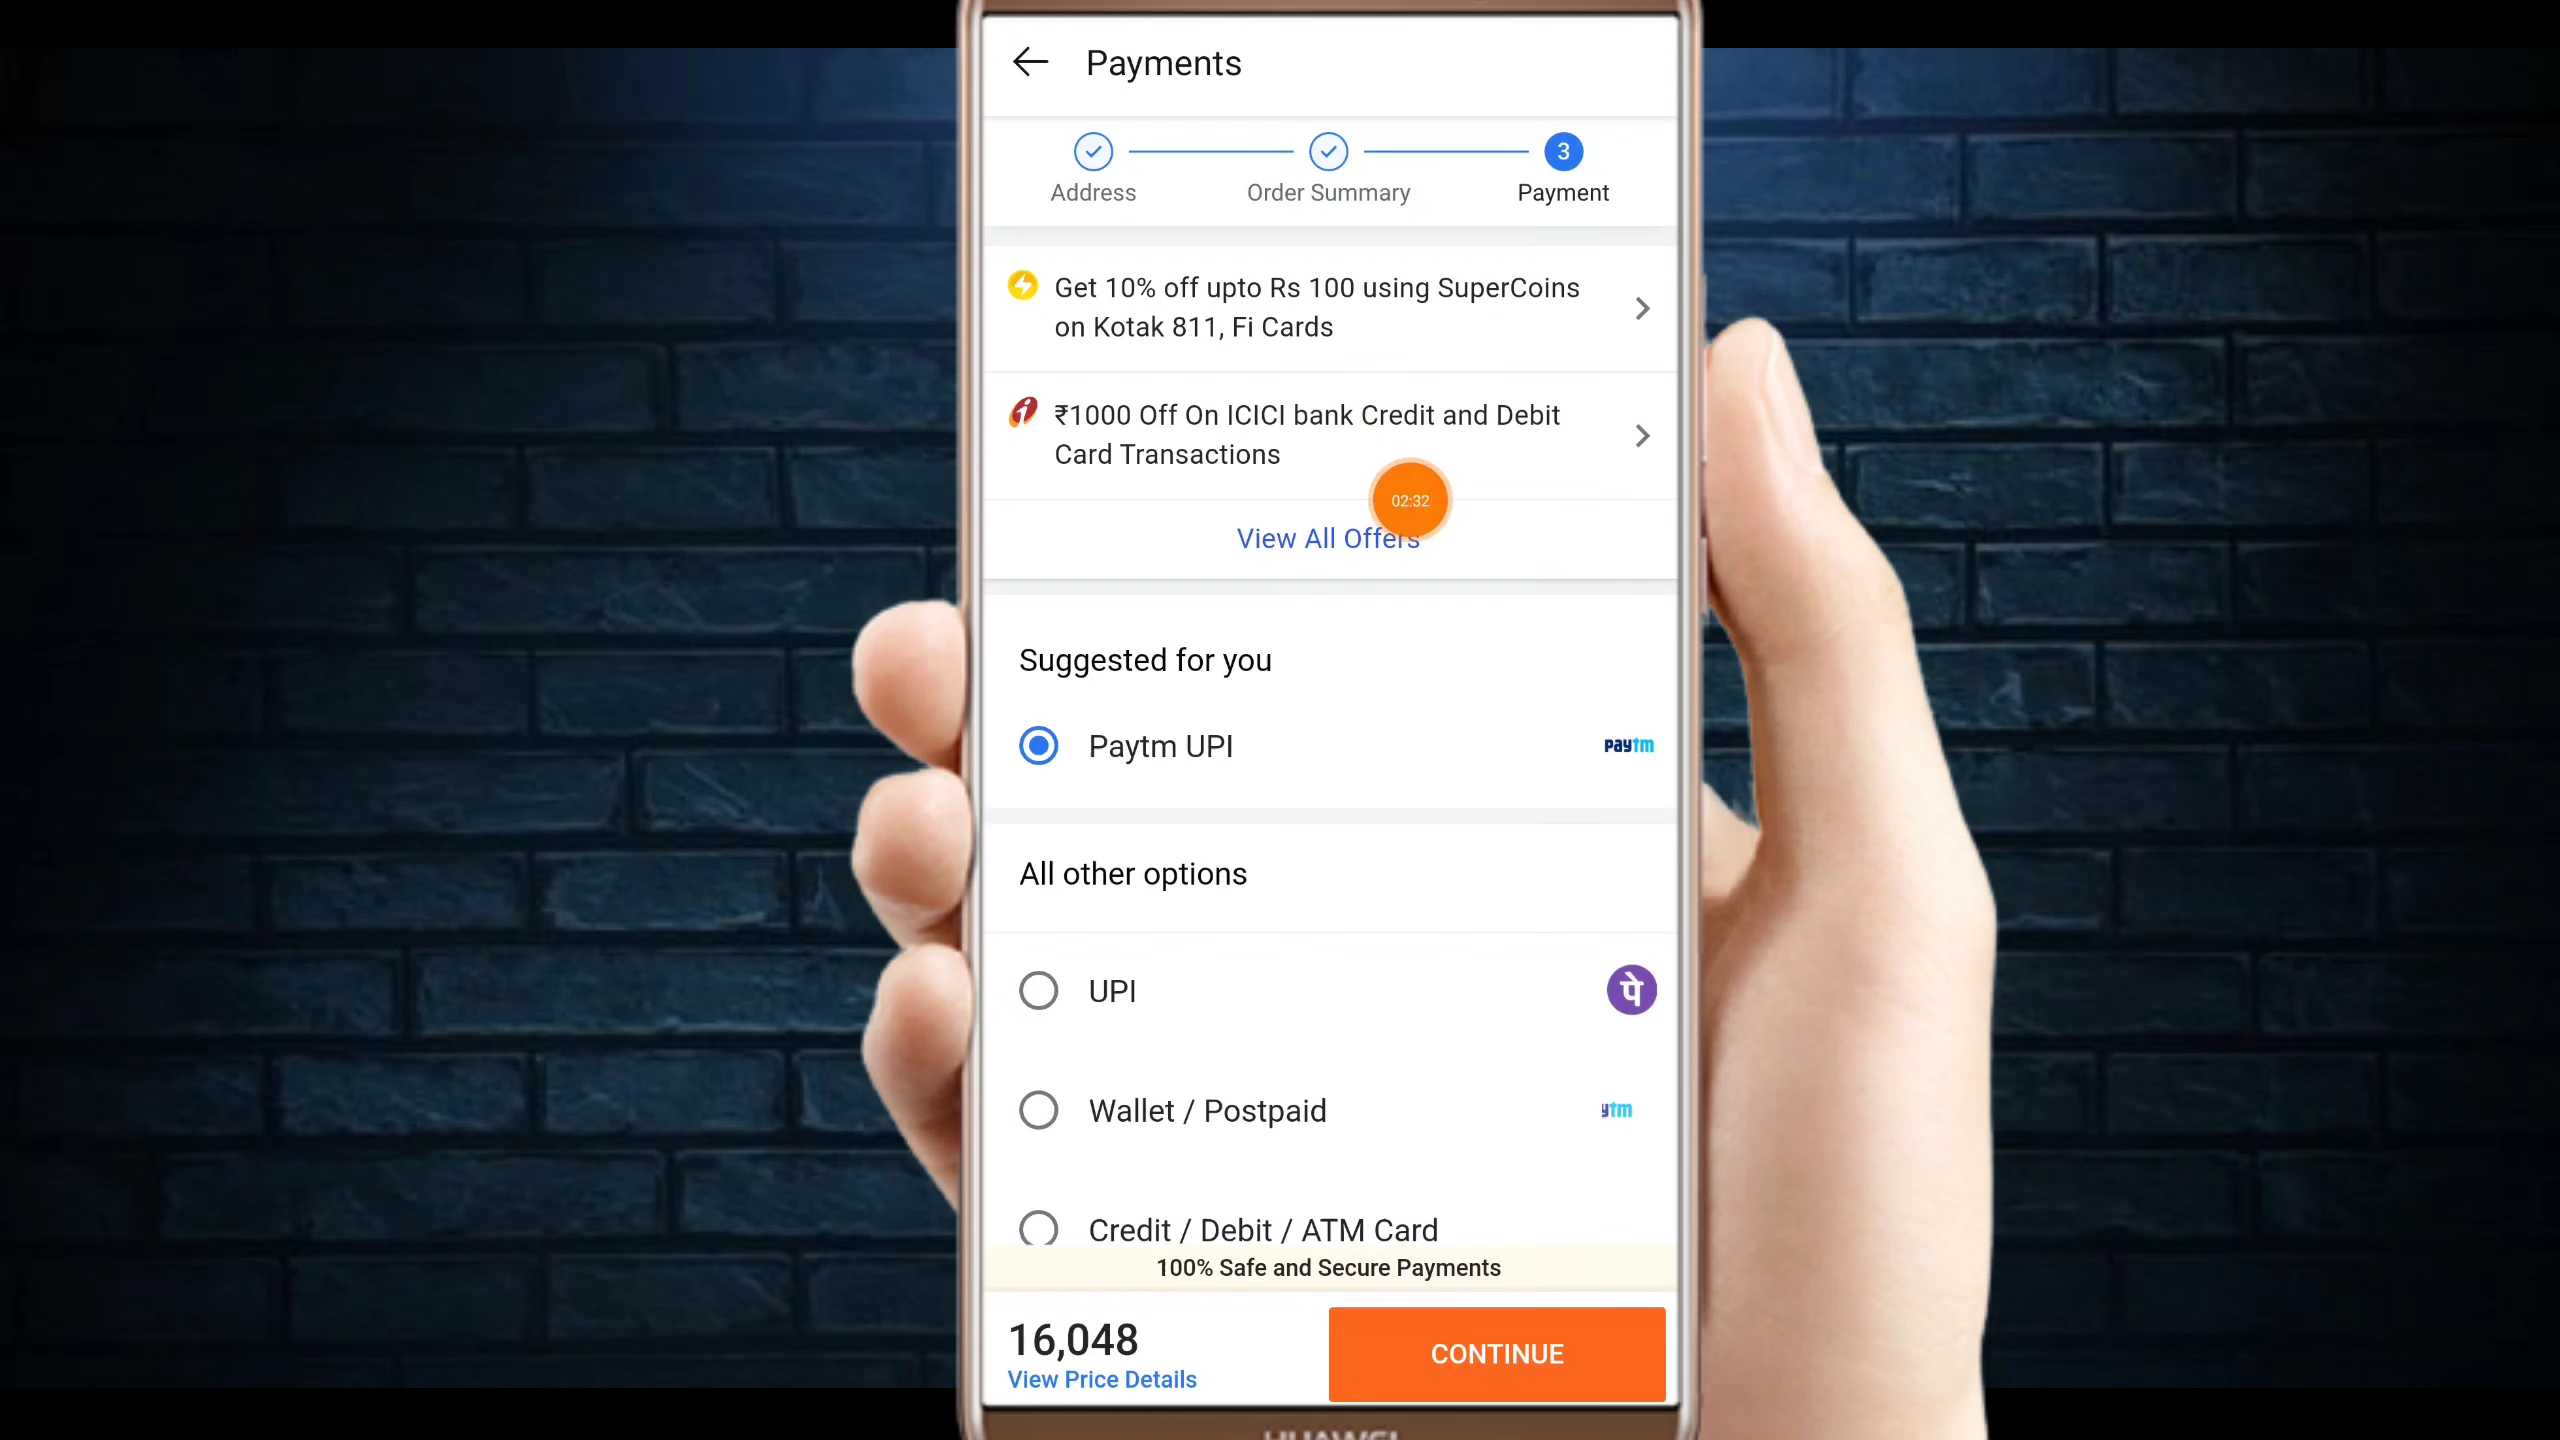 Payments
3
Address
Order Summary
Payment
Get 10% off upto Rs 100 using SuperCoins
on Kotak 811, Fi Cards
₹1000 Off On ICICI bank Credit and Debit
Card Transactions
02:32
View All Offers
Suggested for you
Paytm UPI
paytm
All other options
UPI
पे
Wallet / Postpaid
ytm
Credit / Debit / ATM Card
100% Safe and Secure Payments
16,048
CONTINUE
View Price Details
HUAWEI